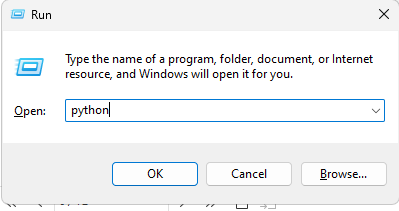 Run
Type the name of a program, folder, document, or Internet
resource, and Windows will open it for you.
Open: python
OK Cancel Browse...